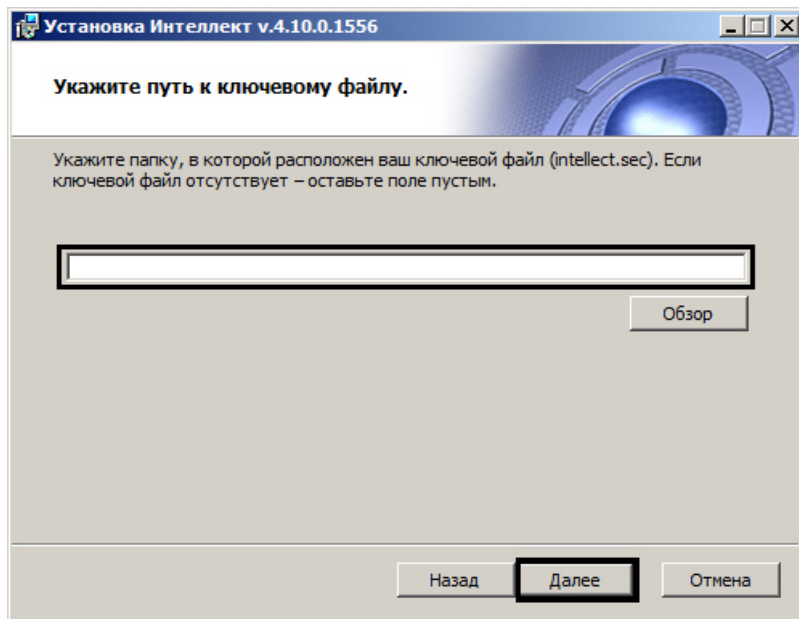 Установка Интеллект v.4.10.0.1556
Укажите путь к ключевому файлу.
Укажите папку, в которой расположен ваш ключевой файл (intellect.sec). Если
ключевой файл отсутствует – оставьте поле пустым.
Обзор
Назад
Далее
Отмена